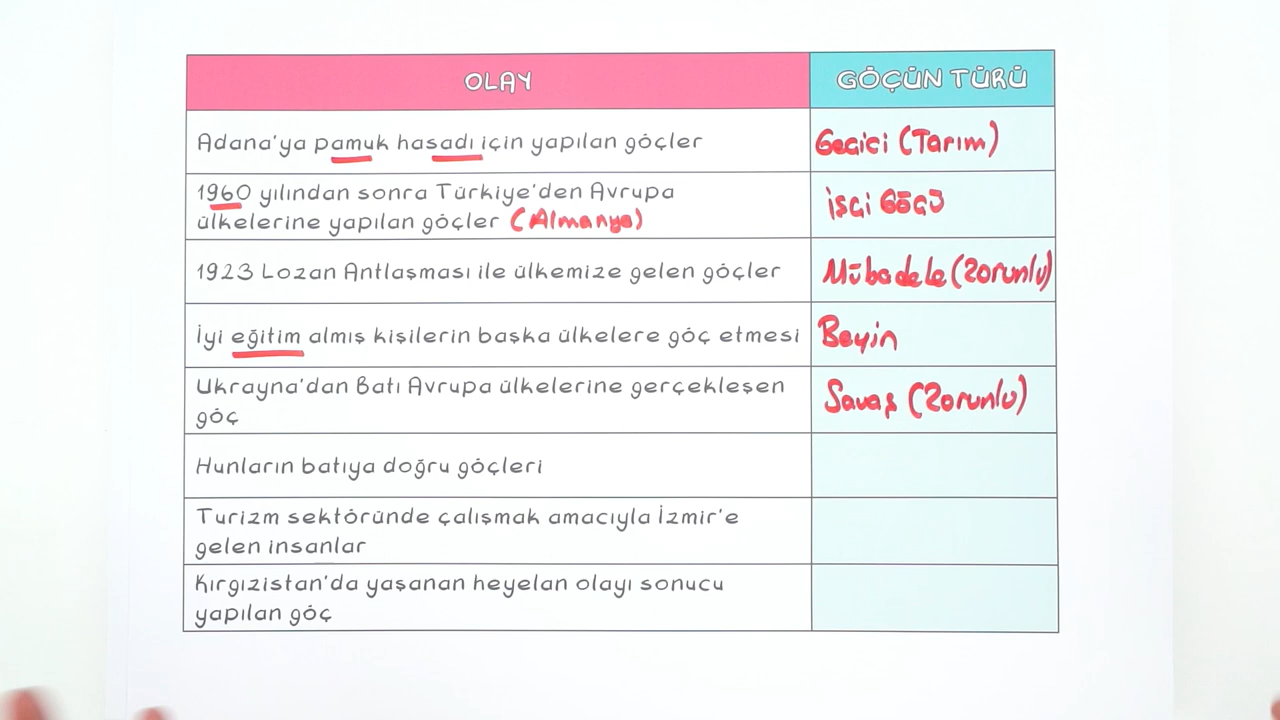 OLAY GÖÇÜN TÜRÜ
Adana'ya pamuk hasadı için yapılan göçler Geçici (Tarım)
1960 yılından sonra Türkiye'den Avrupa
ülkelerine yapılan göçler (Almanya) işçi Göçü
1923 Lozan Antlaşması ile ülkemize gelen göçler Mübadele (Zorunlu)
İyi eğitim almış kişilerin başka ülkelere göç etmesi Beyin
Ukrayna'dan Batı Avrupa ülkelerine gerçekleşen
göç Savaş (Zorunlu)
Hunların batıya doğru göçleri
Turizm sektöründe çalışmak amacıyla İzmir'e
gelen insanlar
Kırgızistan'da yaşanan heyelan olayı sonucu
yapılan göç